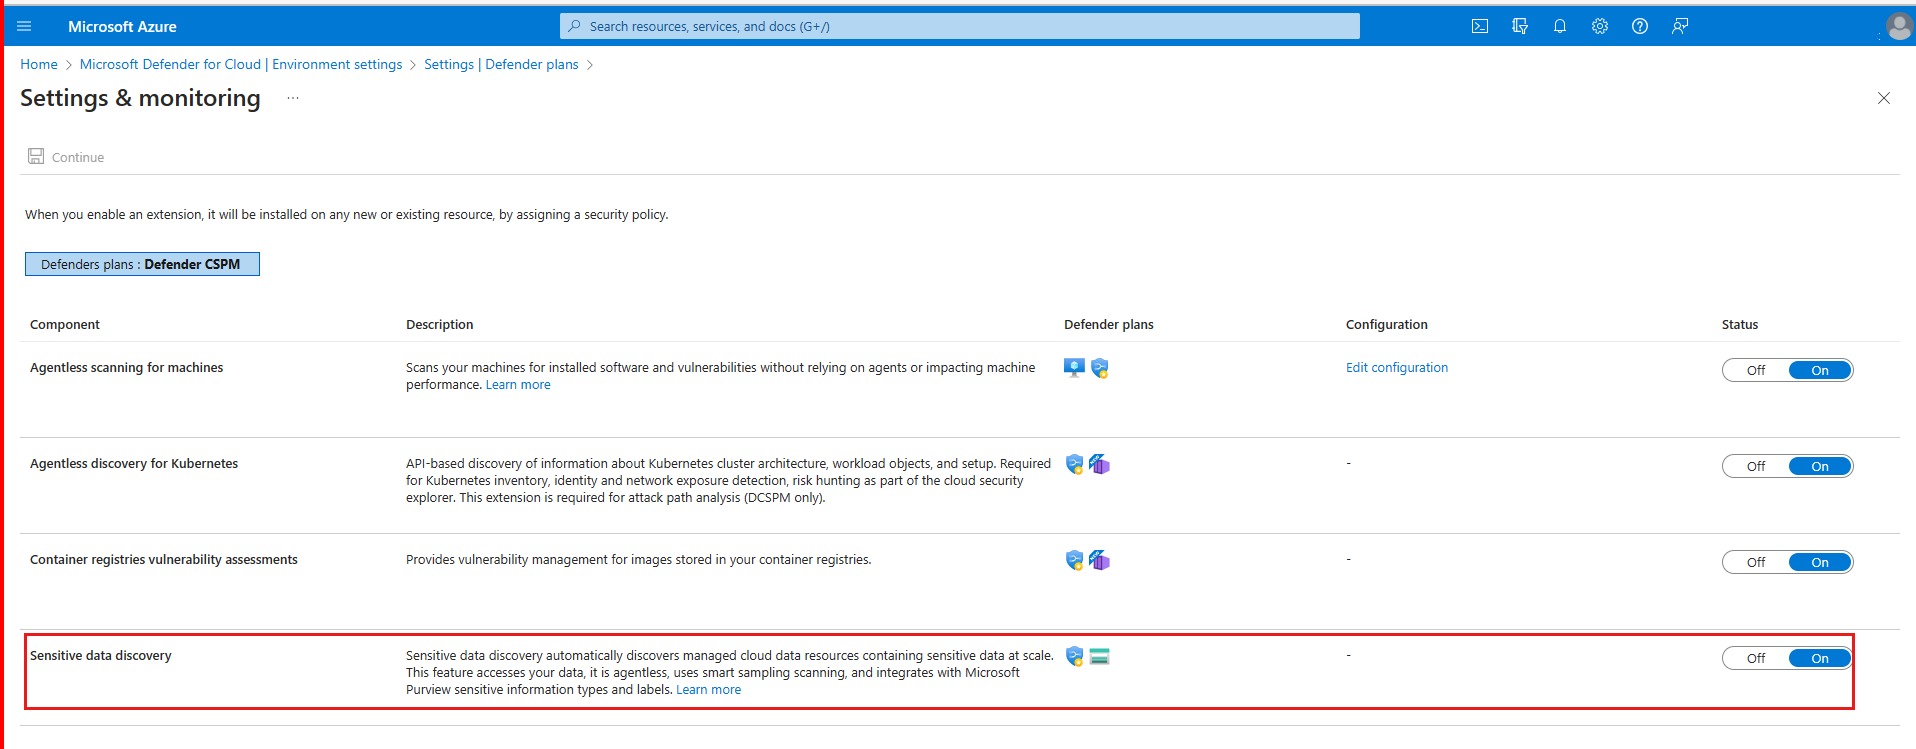 Microsoft Azure
Search resources, services, and docs (G+/)
Home > Microsoft Defender for Cloud | Environment settings > Settings | Defender plans >
Settings & monitoring ...
Continue
When you enable an extension, it will be installed on any new or existing resource, by assigning a security policy.
Defenders plans : Defender CSPM
Component Description Defender plans Configuration Status
Agentless scanning for machines
Scans your machines for installed software and vulnerabilities without relying on agents or impacting machine
performance. Learn more
Edit configuration
Off On
Agentless discovery for Kubernetes
API-based discovery of information about Kubernetes cluster architecture, workload objects, and setup. Required
for Kubernetes inventory, identity and network exposure detection, risk hunting as part of the cloud security
explorer. This extension is required for attack path analysis (DCSPM only).
-
Off On
Container registries vulnerability assessments
Provides vulnerability management for images stored in your container registries.
-
Off On
Sensitive data discovery
Sensitive data discovery automatically discovers managed cloud data resources containing sensitive data at scale.
This feature accesses your data, it is agentless, uses smart sampling scanning, and integrates with Microsoft
Purview sensitive information types and labels. Learn more
-
Off On